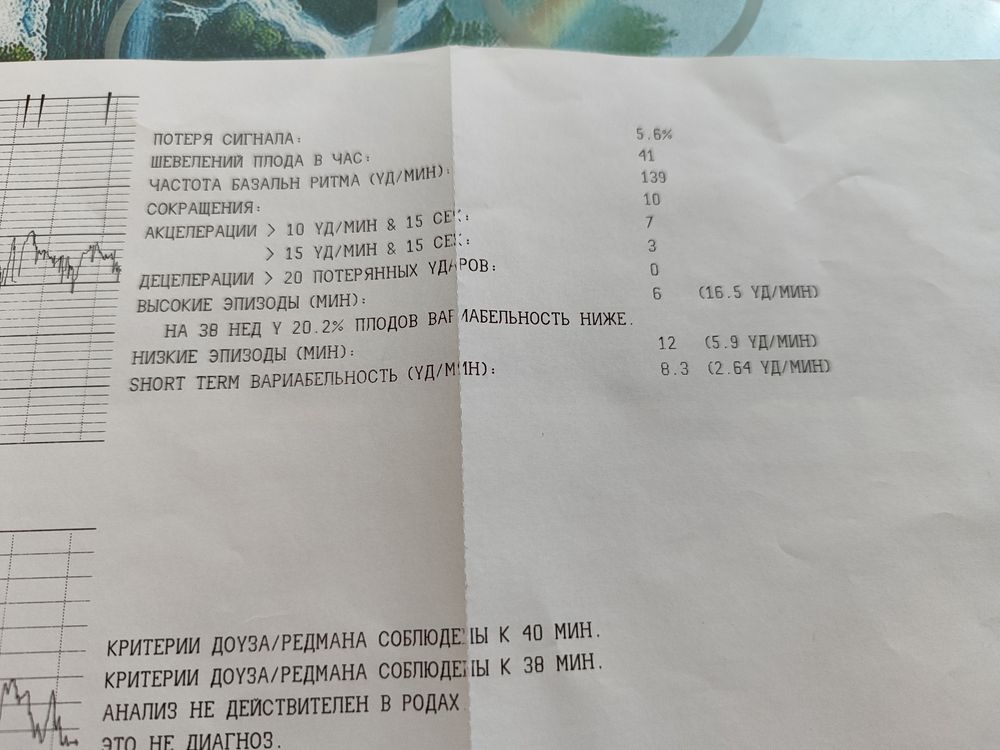 ПОТЕРЯ СИГНАЛА: 5.6%
ШЕВЕЛЕНИЙ ПЛОДА В ЧАС: 41
ЧАСТОТА БАЗАЛЬН РИТМА (УД/МИН): 139
СОКРАЩЕНИЯ: 10
АКЦЕЛЕРАЦИИ > 10 УД/МИН & 15 СЕК: 7
> 15 УД/МИН & 15 СЕК: 3
ДЕЦЕЛЕРАЦИИ > 20 ПОТЕРЯННЫХ УДАРОВ: 0
ВЫСОКИЕ ЭПИЗОДЫ (МИН): 6 (16.5 УД/МИН)
НА 38 НЕД У 20.2% ПЛОДОВ ВАРИАБЕЛЬНОСТЬ НИЖЕ.
НИЗКИЕ ЭПИЗОДЫ (МИН): 12 (5.9 УД/МИН)
SHORT TERM ВАРИАБЕЛЬНОСТЬ (УД/МИН): 8.3 (2.64 УД/МИН)
КРИТЕРИИ ДОУЗА/РЕДМАНА СОБЛЮДЕНЫ К 40 МИН.
КРИТЕРИИ ДОУЗА/РЕДМАНА СОБЛЮДЕНЫ К 38 МИН.
АНАЛИЗ НЕ ДЕЙСТВИТЕЛЕН В РОДАХ
ЭТО НЕ ДИАГНОЗ.